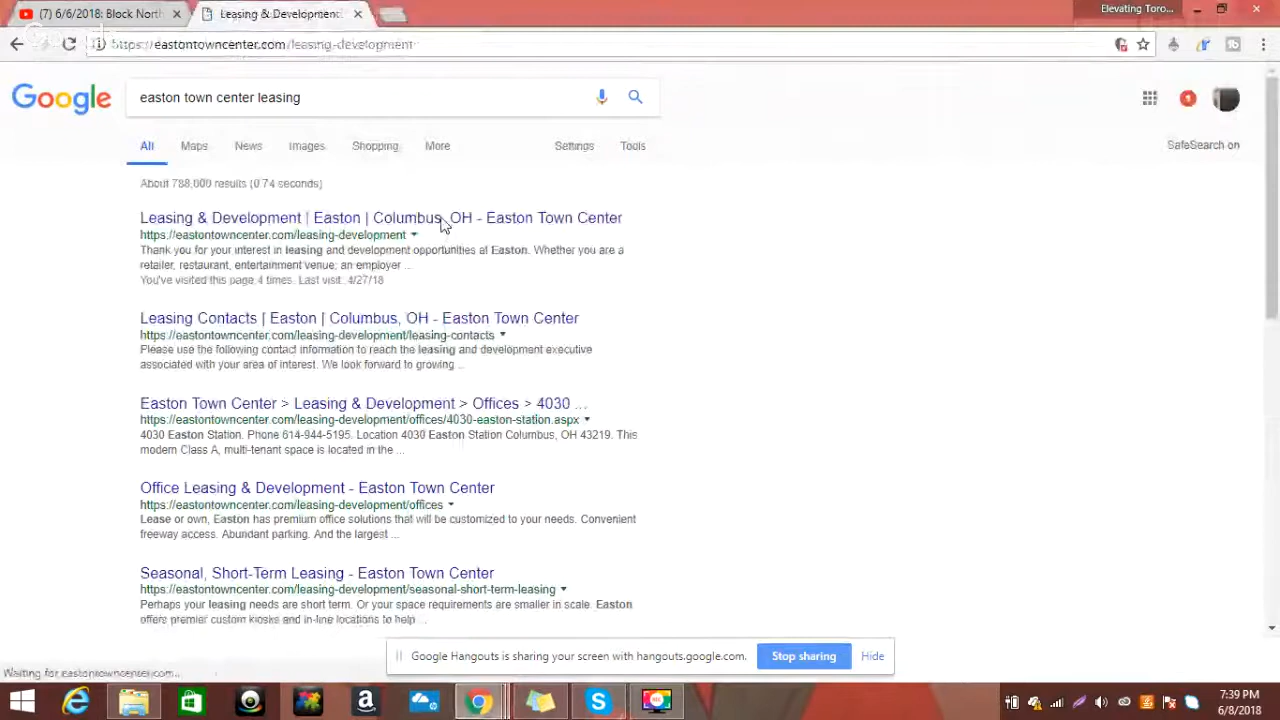 (7) 6/6/2018: Block North
Leasing & Development
Elevating Toro...
https://eastontowncenter.com/leasing-development
Google
easton town center leasing
All
Maps
News
Images
Shopping
More
Settings
Tools
1
SafeSearch on
About 788,000 results (0.74 seconds)
Leasing & Development | Easton | Columbus, OH - Easton Town Center
https://eastontowncenter.com/leasing-development
Thank you for your interest in leasing and development opportunities at Easton. Whether you are a
retailer, restaurant, entertainment venue; an employer ...
You've visited this page 4 times. Last visit: 4/27/18
Leasing Contacts | Easton | Columbus, OH - Easton Town Center
https://eastontowncenter.com/leasing-development/leasing-contacts
Please use the following contact information to reach the leasing and development executive
associated with your area of interest. We look forward to growing ...
Easton Town Center > Leasing & Development > Offices > 4030 ...
https://eastontowncenter.com/leasing-development/offices/4030-easton-station.aspx
4030 Easton Station. Phone 614-944-5195. Location 4030 Easton Station Columbus, OH 43219. This
modern Class A, multi-tenant space is located in the ...
Office Leasing & Development - Easton Town Center
https://eastontowncenter.com/leasing-development/offices
Lease or own, Easton has premium office solutions that will be customized to your needs. Convenient
freeway access. Abundant parking. And the largest ...
Seasonal, Short-Term Leasing - Easton Town Center
https://eastontowncenter.com/leasing-development/seasonal-short-term-leasing
Perhaps your leasing needs are short term. Or your space requirements are smaller in scale. Easton
offers premier custom kiosks and in-line locations to help ...
Google Hangouts is sharing your screen with hangouts.google.com.
Stop sharing
Hide
Waiting for eastontowncenter.com...
7:39 PM
6/8/2018